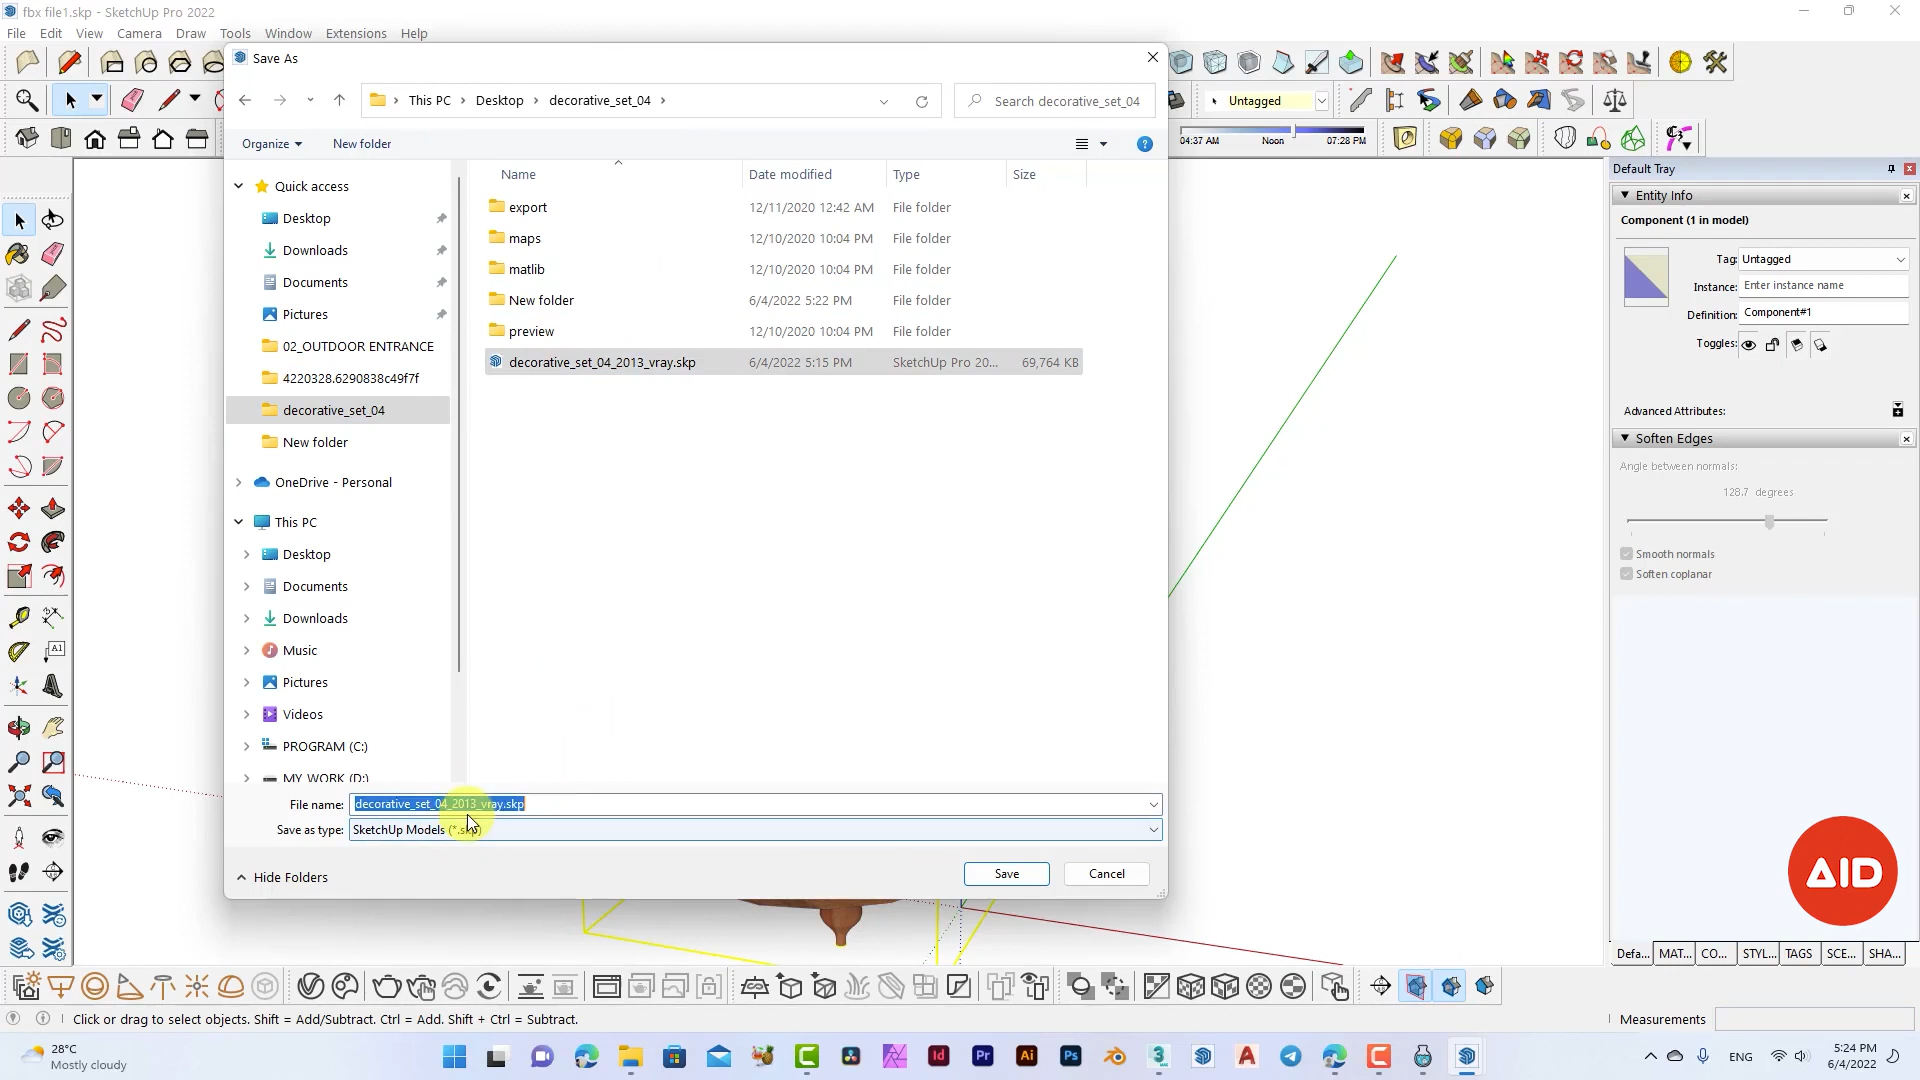 fbx file1.skp - SketchUp Pro 2022
File Edit View Camera Draw Tools Window Extensions Help
Save As
This PC Desktop decorative_set_04
Search decorative_set_04
Untagged
Organize New folder
04:37 AM Noon 07:28 PM
Default Tray
Quick access
Name Date modified Type Size
Entity Info
Component (1 in model)
export 12/11/2020 12:42 AM File folder
Desktop
maps 12/10/2020 10:04 PM File folder
Downloads
Tag: Untagged
matlib 12/10/2020 10:04 PM File folder
Documents
Instance: Enter instance name
New folder 6/4/2022 5:22 PM File folder
Pictures
Definition: Component#1
preview 12/10/2020 10:04 PM File folder
02_OUTDOOR ENTRANCE
Toggles:
decorative_set_04_2013_vray.skp 6/4/2022 5:15 PM SketchUp Pro 20... 69,764 KB
4220328.6290838c49f7f
decorative_set_04
Advanced Attributes:
New folder
Soften Edges
Angle between normals:
OneDrive - Personal
128.7 degrees
This PC
Desktop
Smooth normals
Documents
Soften coplanar
Downloads
Music
A1
Pictures
Videos
PROGRAM (C:)
MY WORK (D:)
File name: decorative_set_04_2013_vray.skp
Save as type: SketchUp Models (*.skp)
Hide Folders Save Cancel
AID
Defa... MAT... CO... STYL... TAGS SCE... SHA...
Click or drag to select objects. Shift = Add/Subtract. Ctrl = Add. Shift + Ctrl = Subtract.
Measurements
28°C
Mostly cloudy
Id Pr Ai Ps 3 A
ENG
5:24 PM
6/4/2022